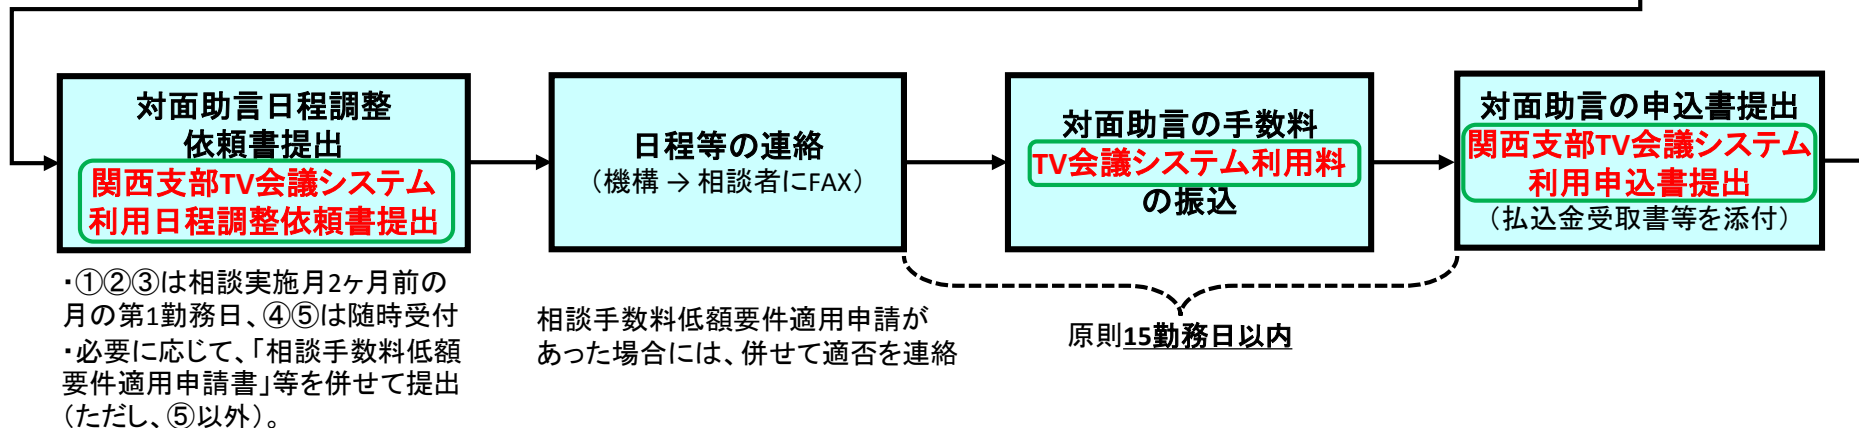 対面助言日程調整
依頼書提出
関西支部TV会議システム
利用日程調整依頼書提出
・①②③は相談実施月2ヶ月前の
月の第1勤務日、④⑤は随時受付
・必要に応じて、「相談手数料低額
要件適用申請書」等を併せて提出
（ただし、⑤以外）。
日程等の連絡
（機構 → 相談者にFAX）
相談手数料低額要件適用申請が
あった場合には、併せて適否を連絡
対面助言の手数料
TV会議システム利用料
の振込
原則15勤務日以内
対面助言の申込書提出
関西支部TV会議システム
利用申込書提出
（払込金受取書等を添付）